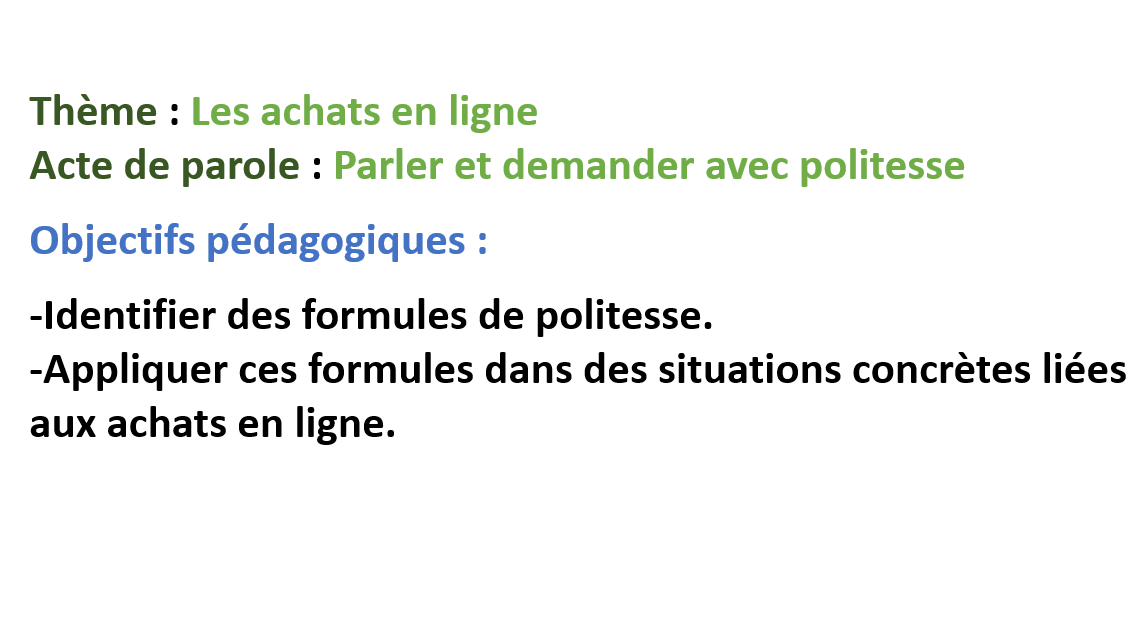 Thème : Les achats en ligne
Acte de parole : Parler et demander avec politesse
Objectifs pédagogiques :
-Identifier des formules de politesse.
-Appliquer ces formules dans des situations concrètes liées
aux achats en ligne.